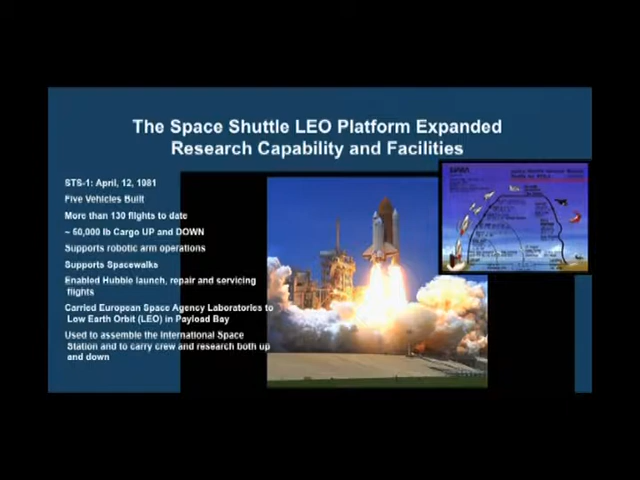 The Space Shuttle LEO Platform Expanded
Research Capability and Facilities
STS-1: April, 12, 1981
Five Vehicles Built
More than 130 flights to date
~ 50,000 lb Cargo UP and DOWN
Supports robotic arm operations
Supports Spacewalks
Enabled Hubble launch, repair and servicing
flights
Carried European Space Agency Laboratories to
Low Earth Orbit (LEO) in Payload Bay
Used to assemble the International Space
Station and to carry crew and research both up
and down